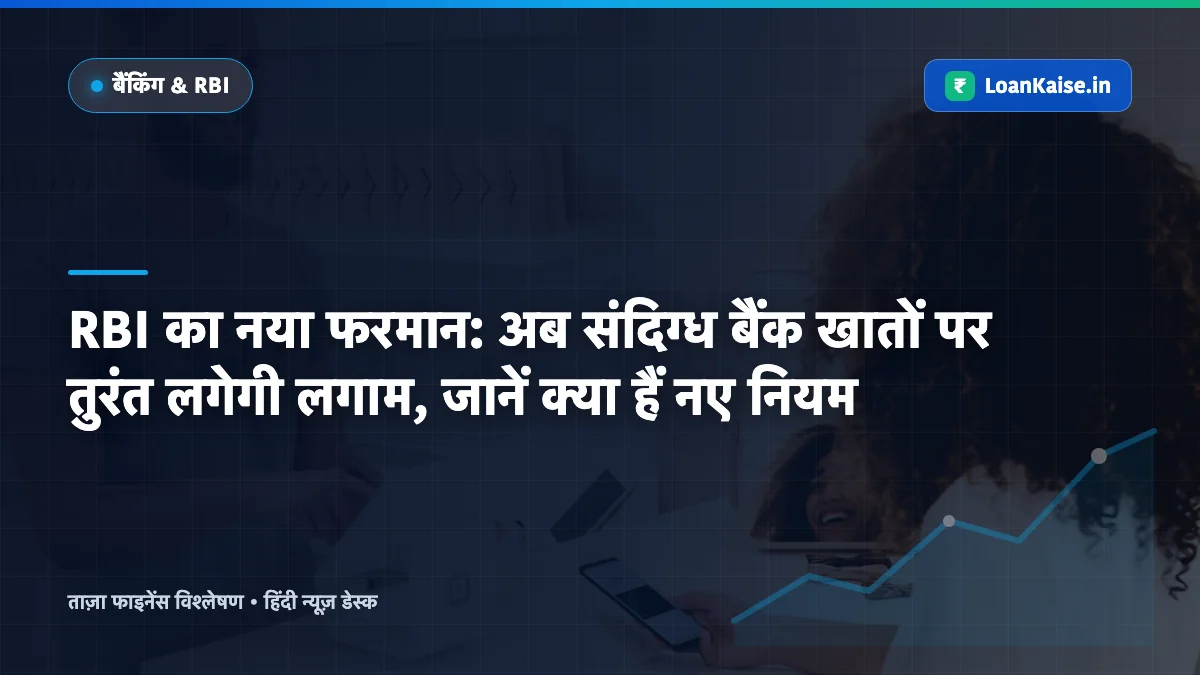 बैंकिंग & RBI
₹ LoanKaise.in
RBI का नया फरमान: अब संदिग्ध बैंक खातों पर
तुरंत लगेगी लगाम, जानें क्या हैं नए नियम
ताज़ा फाइनेंस विश्लेषण • हिंदी न्यूज़ डेस्क